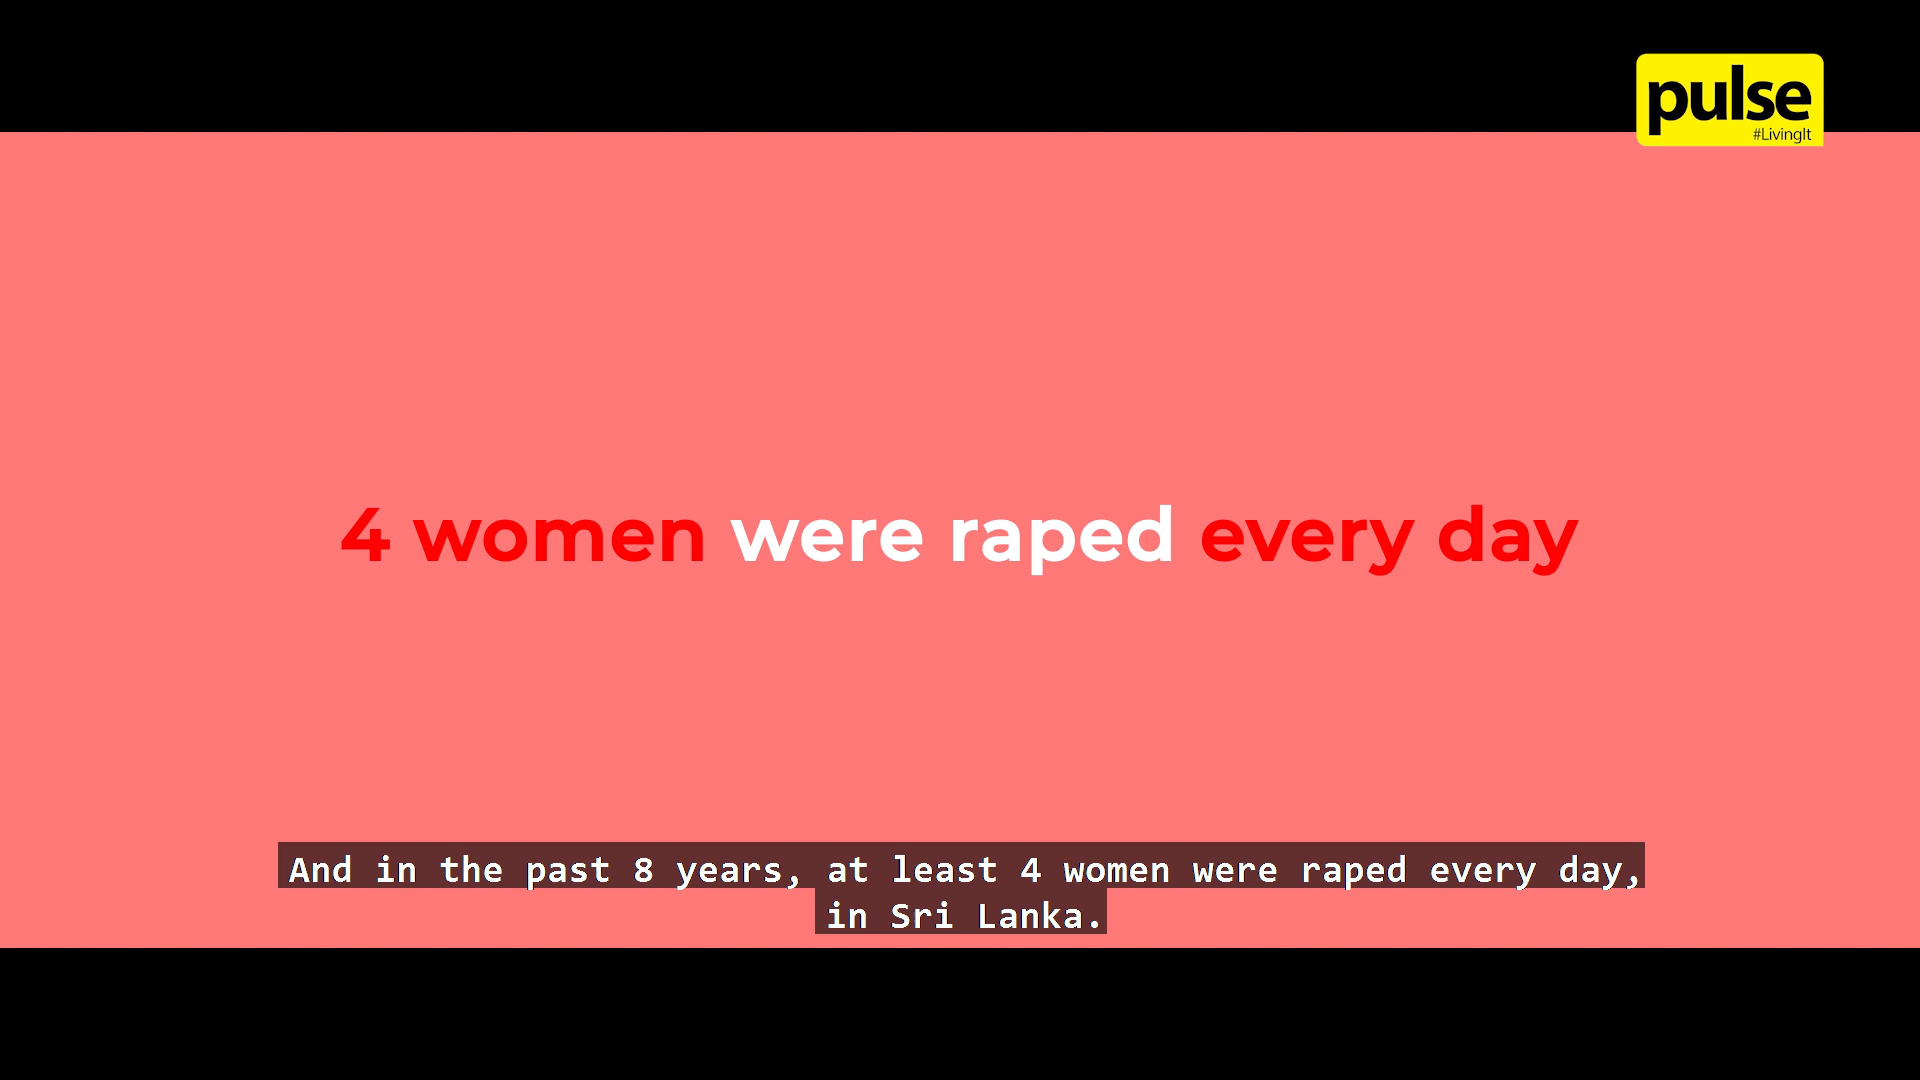 pulse
#LivingIt
4 women were raped every day
And in the past 8 years, at least 4 women were raped every day,
in Sri Lanka.